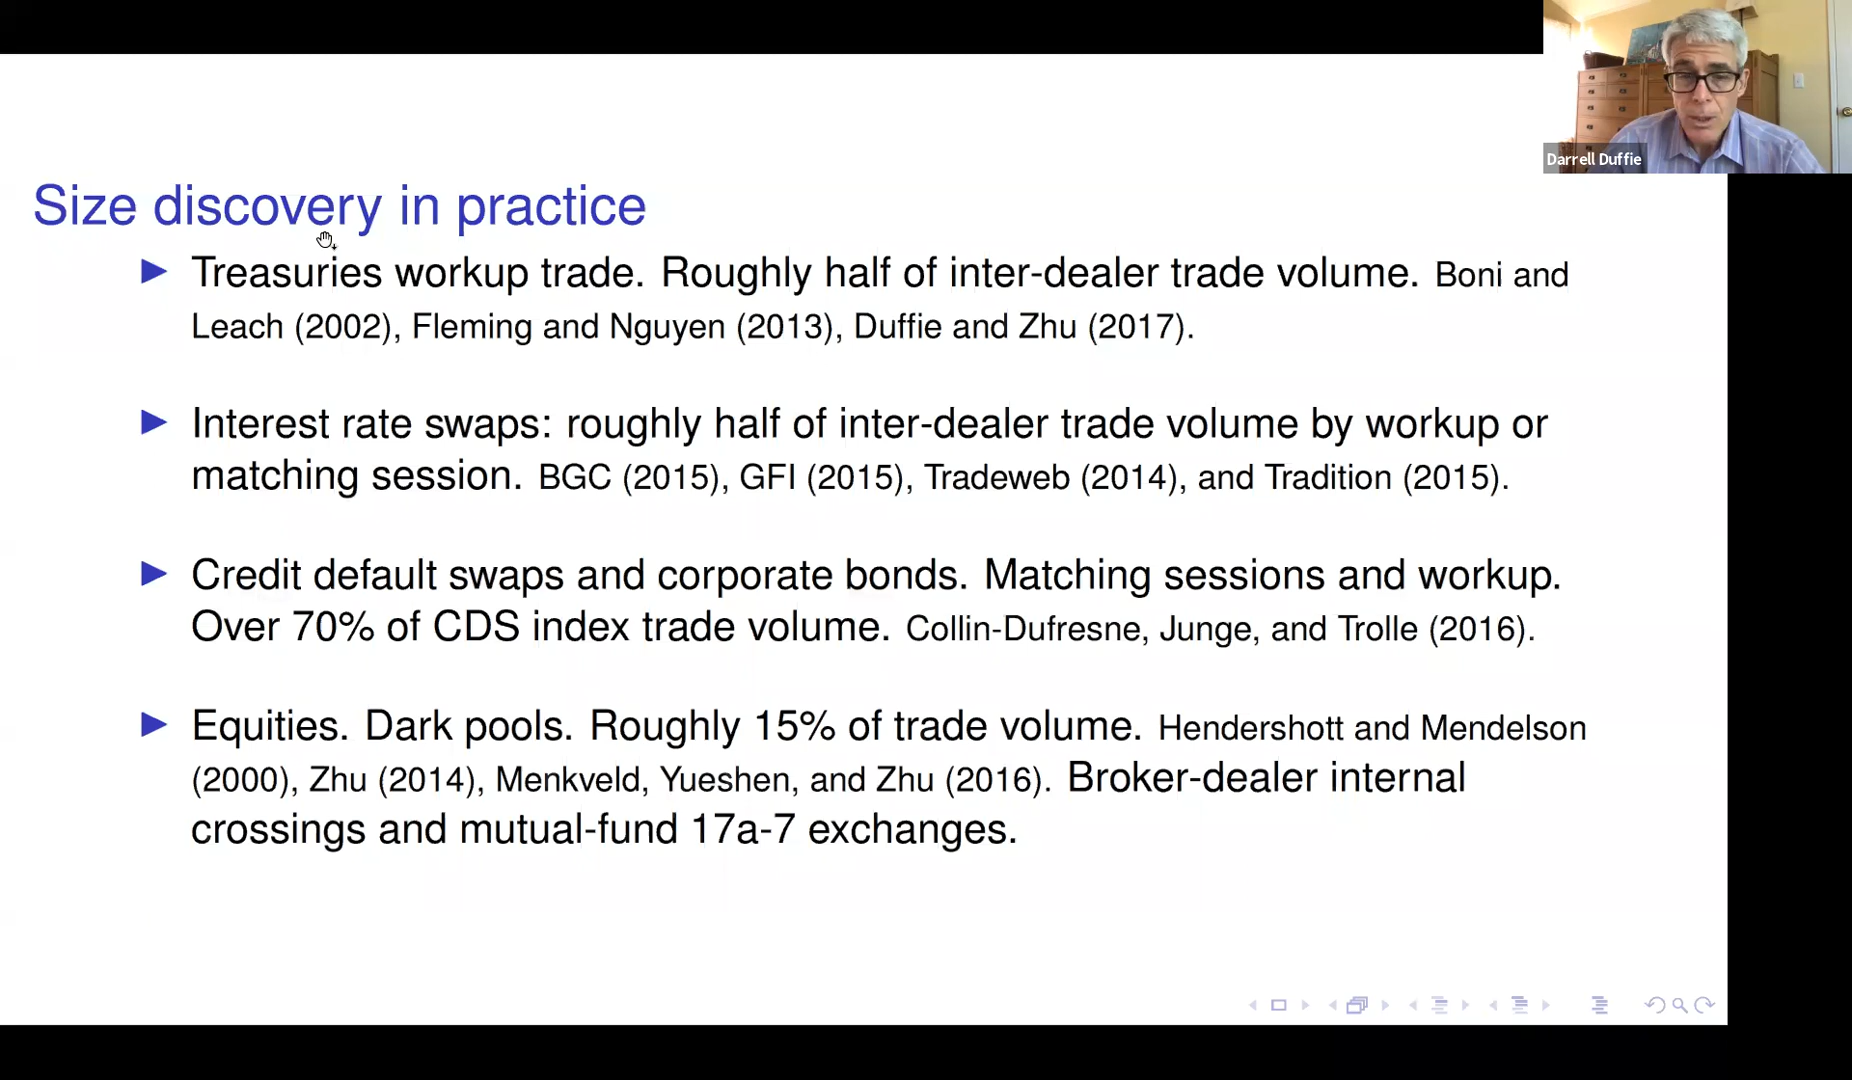 Darrell Duffie
Size discovery in practice
Treasuries workup trade. Roughly half of inter-dealer trade volume. Boni and
Leach (2002), Fleming and Nguyen (2013), Duffie and Zhu (2017).
Interest rate swaps: roughly half of inter-dealer trade volume by workup or
matching session. BGC (2015), GFI (2015), Tradeweb (2014), and Tradition (2015).
Credit default swaps and corporate bonds. Matching sessions and workup.
Over 70% of CDS index trade volume. Collin-Dufresne, Junge, and Trolle (2016).
Equities. Dark pools. Roughly 15% of trade volume. Hendershott and Mendelson
(2000), Zhu (2014), Menkveld, Yueshen, and Zhu (2016). Broker-dealer internal
crossings and mutual-fund 17a-7 exchanges.